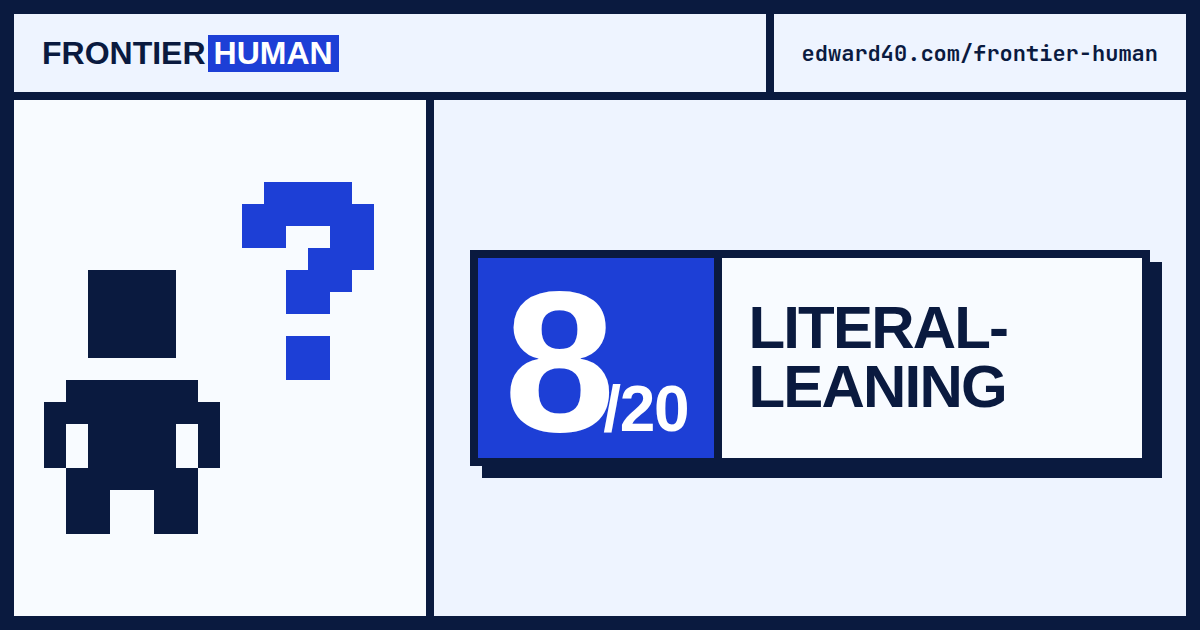 FRONTIER HUMAN
edward40.com/frontier-human
8/20
LITERAL-
LEANING